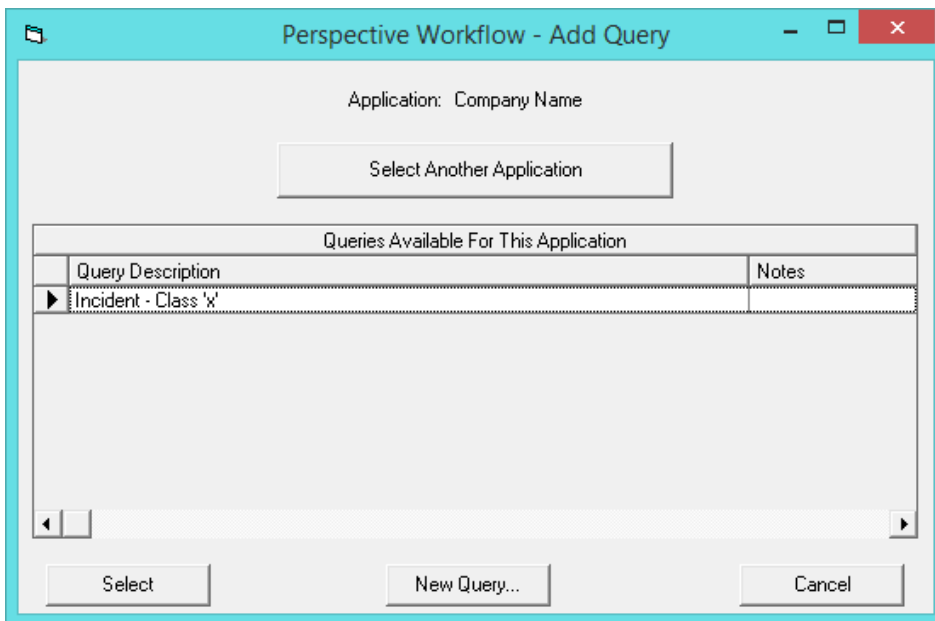 Perspective Workflow - Add Query
Application: Company Name
Select Another Application
Queries Available For This Application
Query Description Notes
Incident - Class 'x'
Select New Query... Cancel